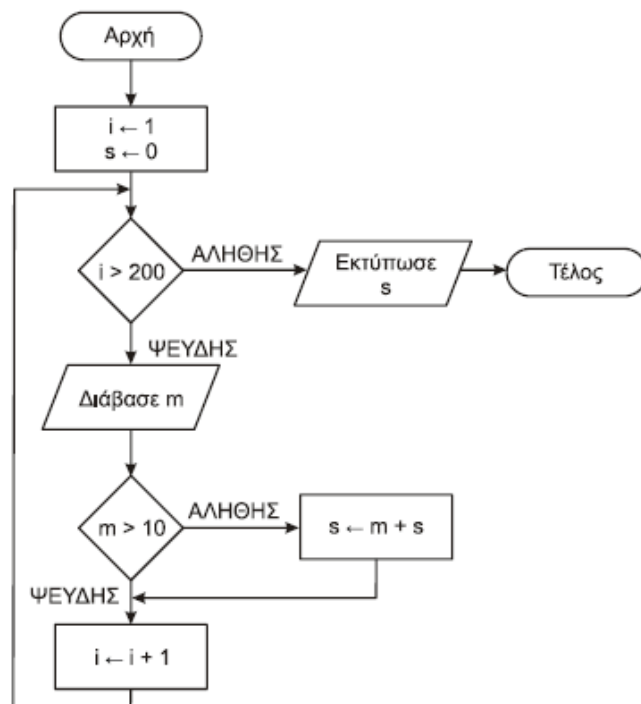 Αρχή
i ← 1
s ← 0
i > 200
ΑΛΗΘΗΣ
Εκτύπωσε
s
Τέλος
ΨΕΥΔΗΣ
Διάβασε m
m > 10
ΑΛΗΘΗΣ
s ← m + s
ΨΕΥΔΗΣ
i ← i + 1